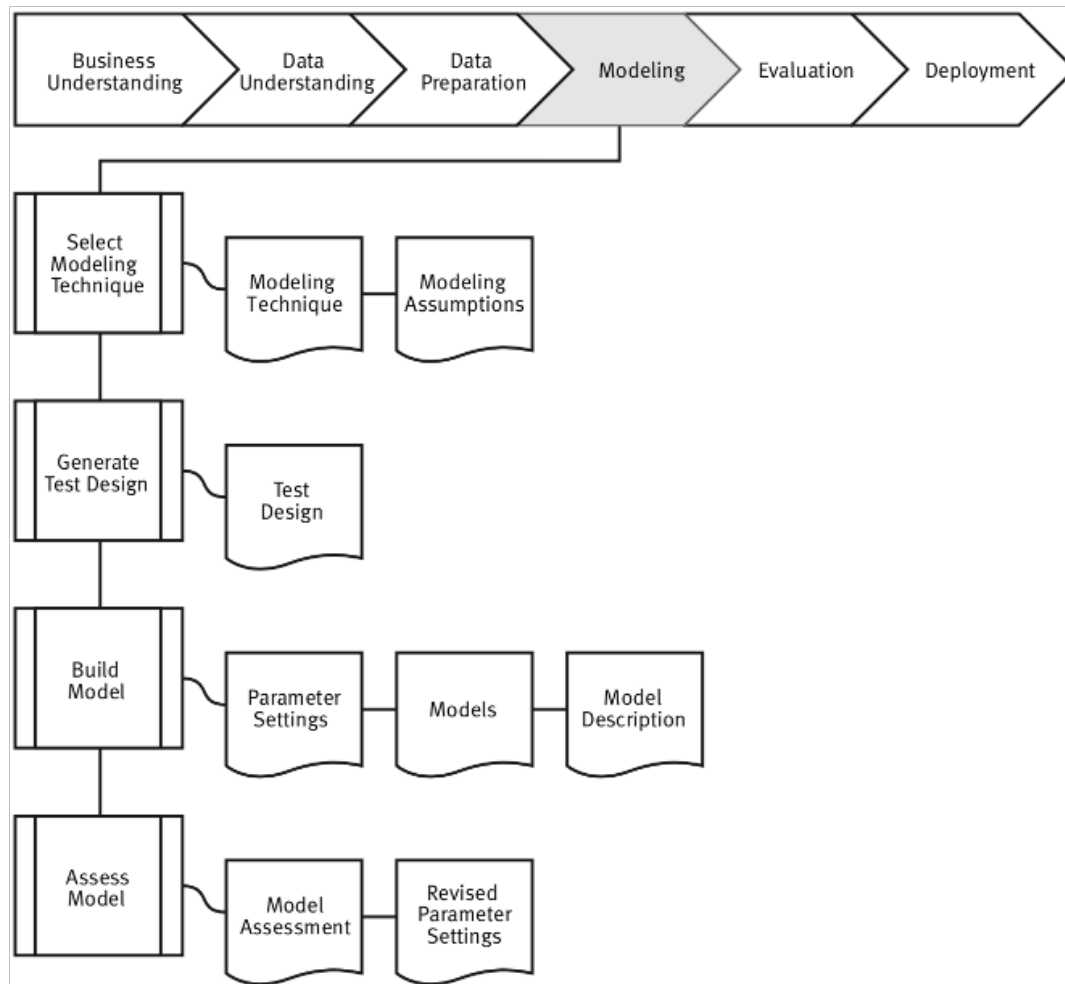 Business
Understanding
Data
Understanding
Data
Preparation
Modeling
Evaluation
Deployment
Select
Modeling
Technique
Modeling
Technique
Modeling
Assumptions
Generate
Test Design
Test
Design
Build
Model
Parameter
Settings
Models
Model
Description
Assess
Model
Model
Assessment
Revised
Parameter
Settings